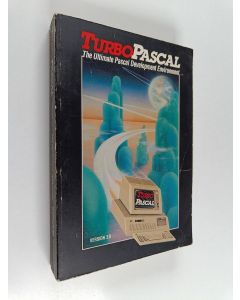 TURBO PASCAL
The Ultimate Pascal Development Environment
TURBO
PASCAL
VERSION 3.0